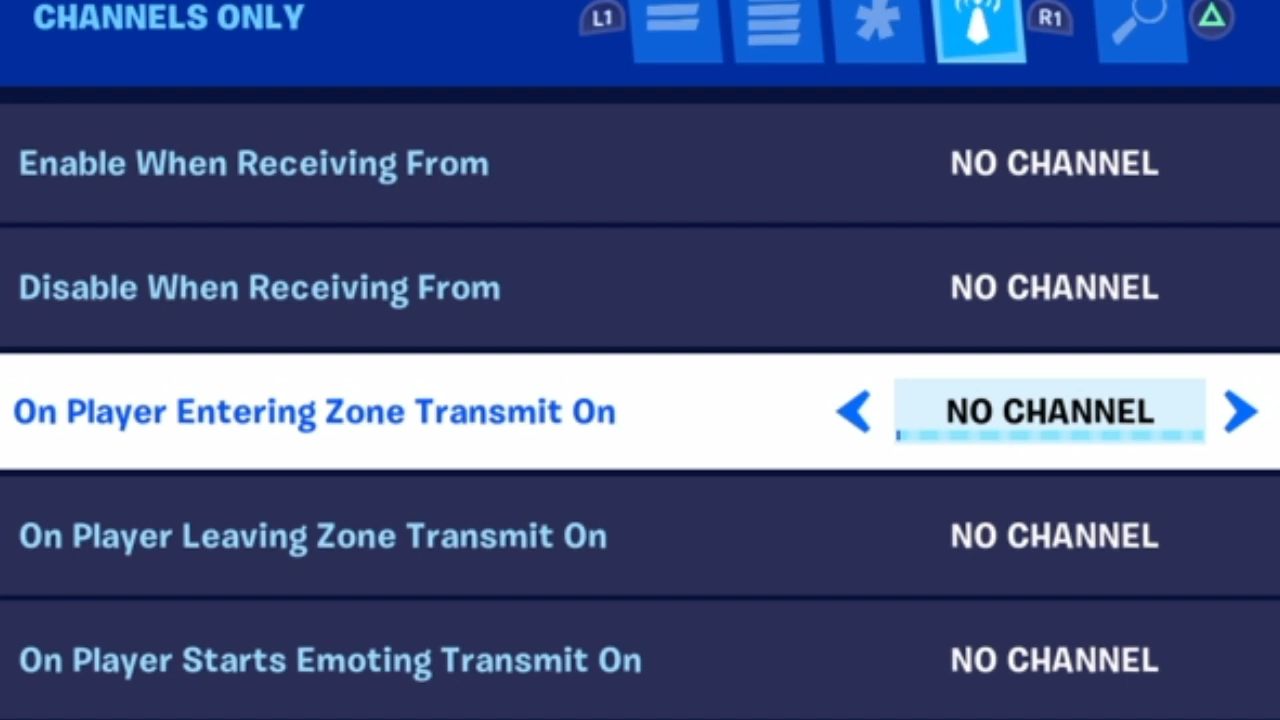 CHANNELS ONLY
L1
R1
Enable When Receiving From NO CHANNEL
Disable When Receiving From NO CHANNEL
On Player Entering Zone Transmit On NO CHANNEL
On Player Leaving Zone Transmit On NO CHANNEL
On Player Starts Emoting Transmit On NO CHANNEL